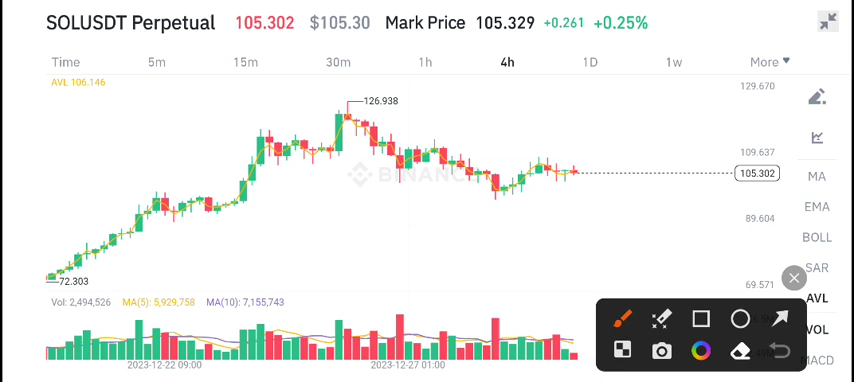 SOLUSDT Perpetual 105.302 $105.30 Mark Price 105.329 +0.261 +0.25%
Time 5m 15m 30m 1h 4h 1D 1w More
AVL 106.146
129.670
126.938
109.637
105.302
BINANC
89.604
72.303
69.571
MA
EMA
BOLL
SAR
AVL
VOL
MACD
Vol: 2,494,526 MA(5): 5,929,758 MA(10): 7,155,743
2023-12-22 09:00 2023-12-27 01:00